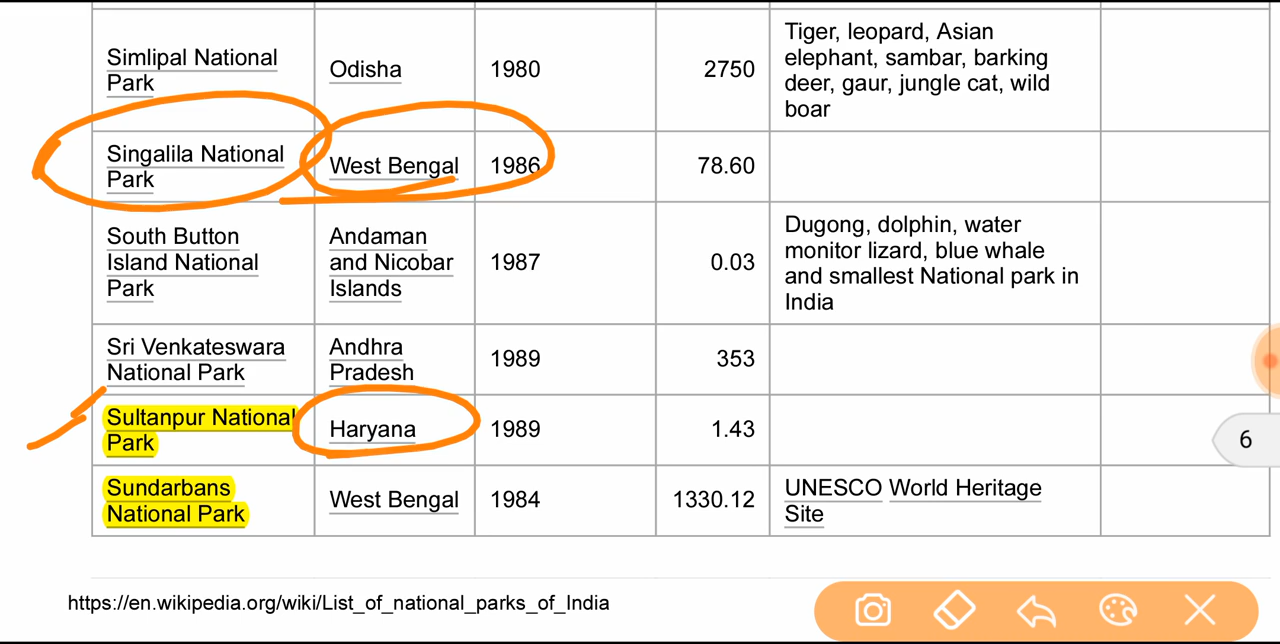 Simlipal National
Park
Odisha
1980
2750
Tiger, leopard, Asian
elephant, sambar, barking
deer, gaur, jungle cat, wild
boar
Singalila National
Park
West Bengal
1986
78.60
South Button
Island National
Park
Andaman
and Nicobar
Islands
1987
0.03
Dugong, dolphin, water
monitor lizard, blue whale
and smallest National park in
India
Sri Venkateswara
National Park
Andhra
Pradesh
1989
353
Sultanpur National
Park
Haryana
1989
1.43
6
Sundarbans
National Park
West Bengal
1984
1330.12
UNESCO World Heritage
Site
https://en.wikipedia.org/wiki/List_of_national_parks_of_India